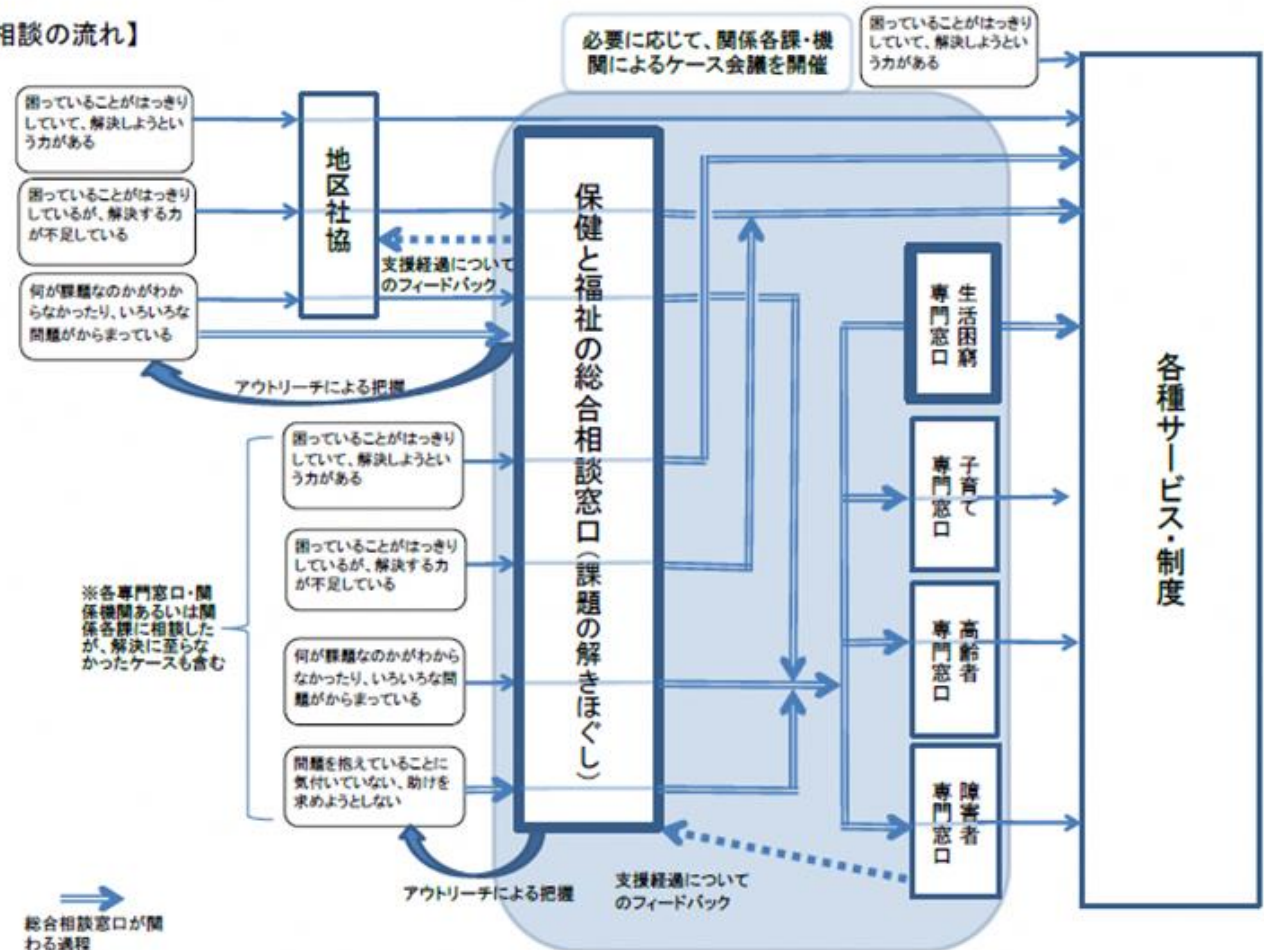 相談の流れ】
必要に応じて、関係各課・機
関によるケース会議を開催
困っていることがはっきり
していて、解決しようとい
う力がある
困っていることがはっきり
していて、解決しようとい
う力がある
地区社協
困っていることがはっきり
しているが、解決する力
が不足している
支援経過について
のフィードバック
何が課題なのかがわか
らなかったり、いろいろな
問題がからまっている
アウトリーチによる把握
保健と福祉の総合相談窓口(課題の解きほぐし)
困っていることがはっきり
していて、解決しようとい
う力がある
困っていることがはっきり
しているが、解決する力
が不足している
※各専門窓口・関
係機関あるいは関
係各課に相談した
が、解決に至らな
かったケースも含む
何が課題なのかがわから
なかったり、いろいろな問
題がからまっている
問題を抱えていることに
気付いていない、助けを
求めようとしない
アウトリーチによる把握
支援経過について
のフィードバック
生活困窮
専門窓口
子育て
専門窓口
高齢者
専門窓口
障害者
専門窓口
各種サービス・制度
総合相談窓口が関
わる過程